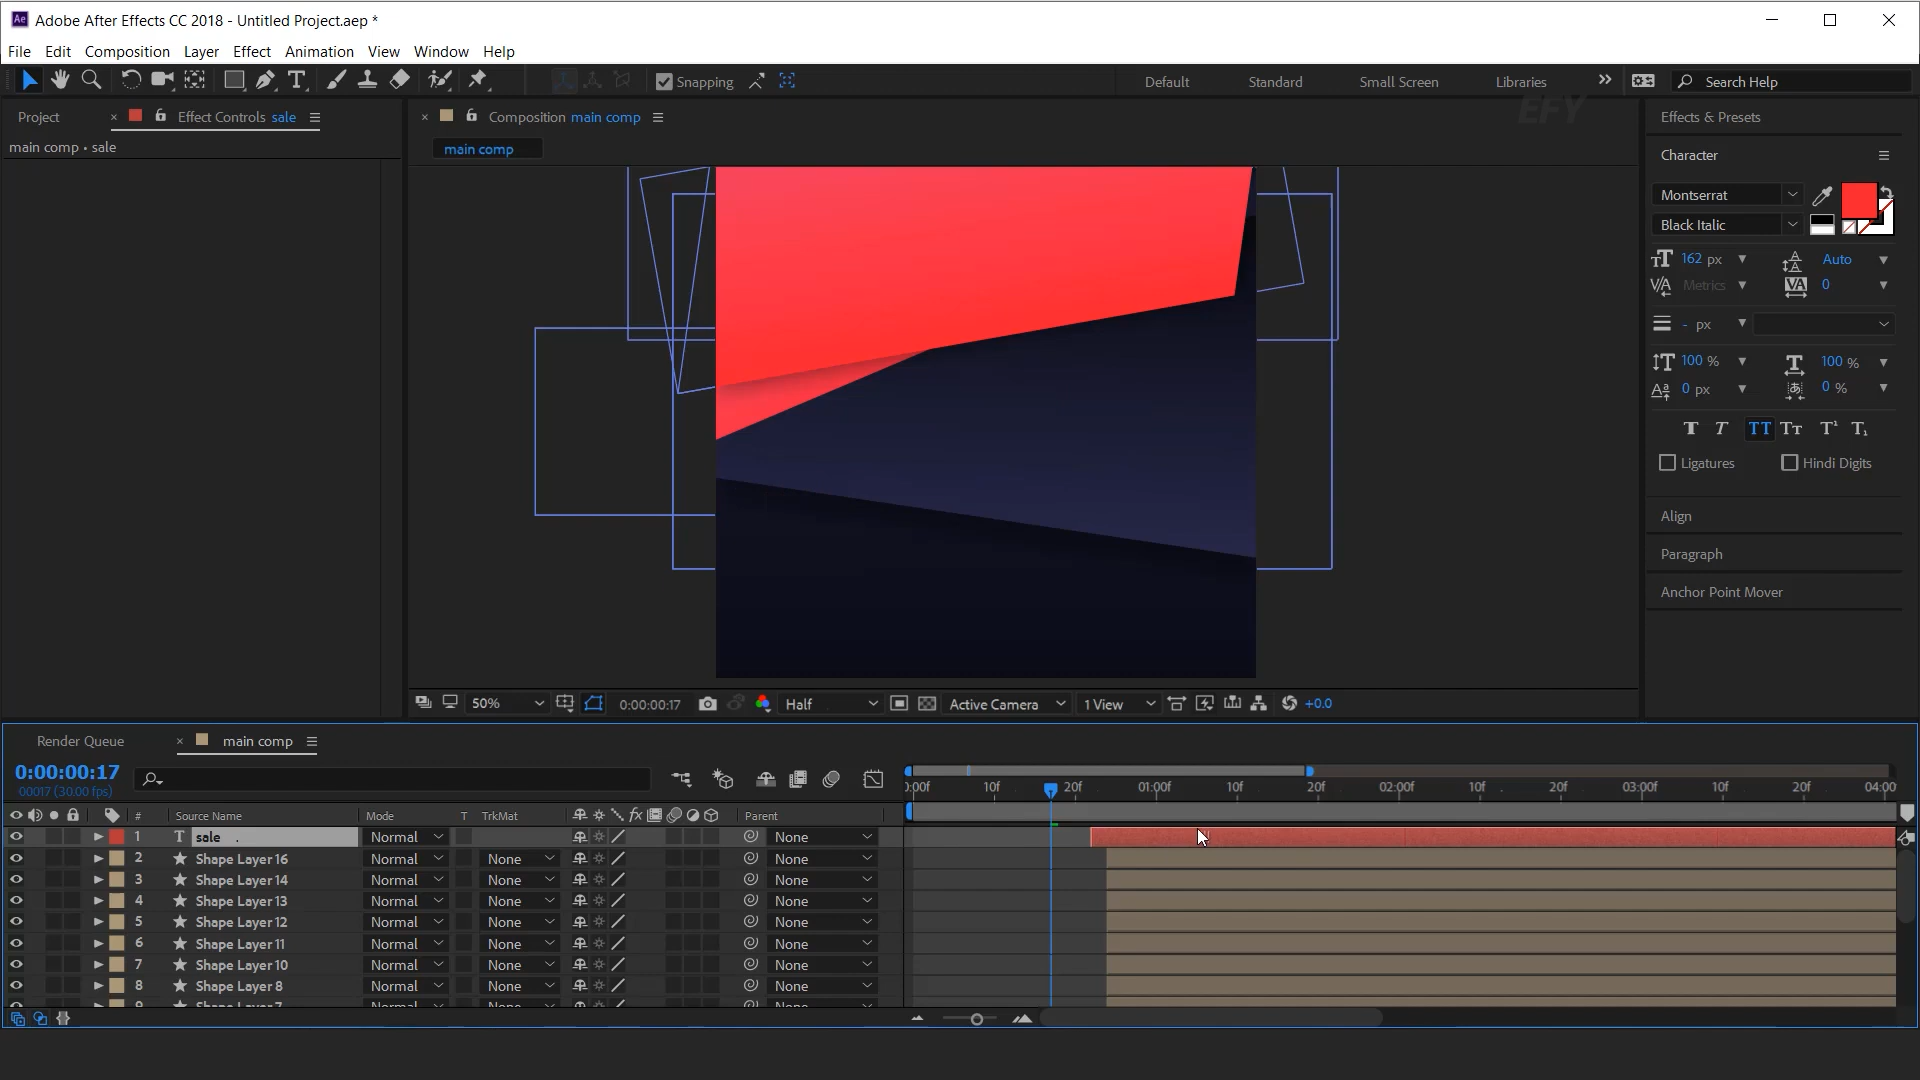 Ae Adobe After Effects CC 2018 - Untitled Project.aep *
File Edit Composition Layer Effect Animation View Window Help
Snapping Default Standard Small Screen Libraries Search Help
EFY
Project Effect Controls sale Composition main comp Effects & Presets
main comp • sale main comp
Character
Montserrat
Black Italic
162 px Auto
Metrics 0
- px
100 % 100 %
0 px 0 %
Ligatures Hindi Digits
Align
Paragraph
Anchor Point Mover
50% 0:00:00:17 Half Active Camera 1 View +0.0
Render Queue main comp
0:00:00:17
00017 (30.00 fps)
:00f 10f 20f 01:00f 10f 20f 02:00f 10f 20f 03:00f 10f 20f 04:00
# Source Name Mode T TrkMat fx Parent
1 T sale Normal None
2 Shape Layer 16 Normal None None
3 Shape Layer 14 Normal None None
4 Shape Layer 13 Normal None None
5 Shape Layer 12 Normal None None
6 Shape Layer 11 Normal None None
7 Shape Layer 10 Normal None None
8 Shape Layer 8 Normal None None